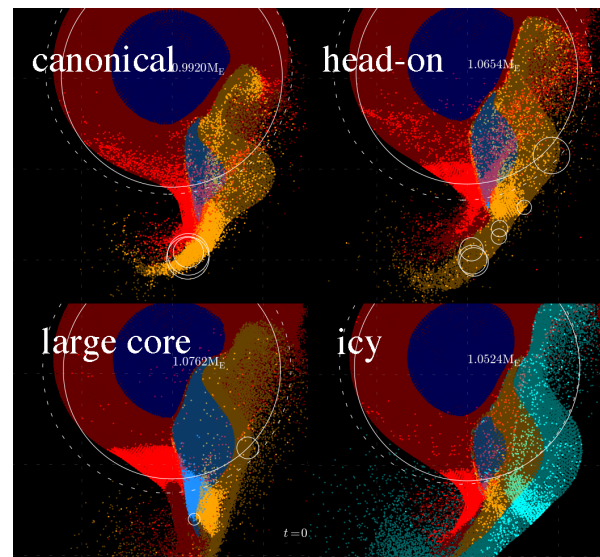 canonical
0.9920M_E
head-on
1.0654M_E
large core
1.0762M_E
icy
1.0524M_E
t=0